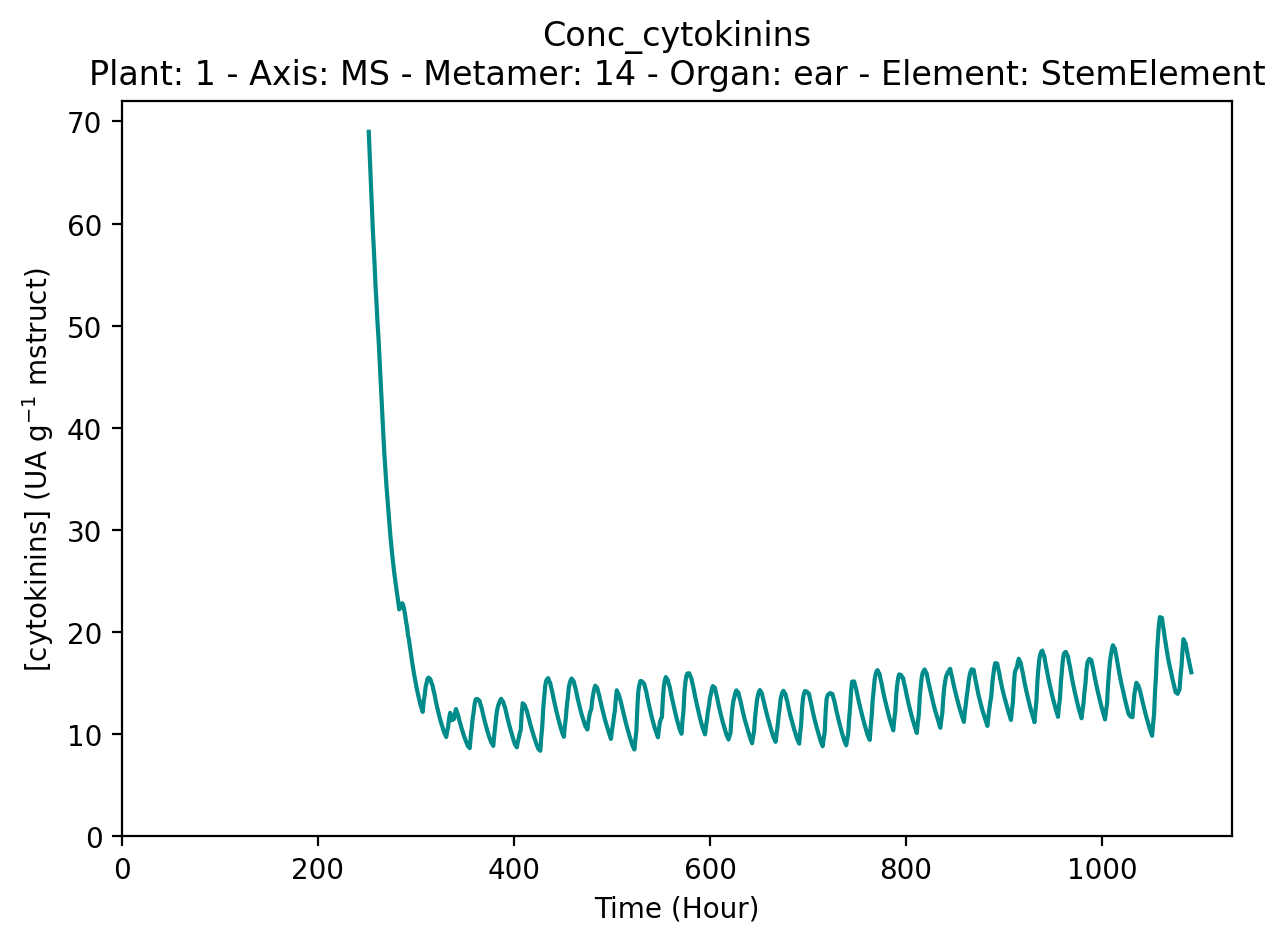 Conc_cytokinins
Plant: 1 - Axis: MS - Metamer: 14 - Organ: ear - Element: StemElement
70
60
50
40
30
20
10
0
[cytokinins] (UA g⁻¹ mstruct)
0 200 400 600 800 1000
Time (Hour)